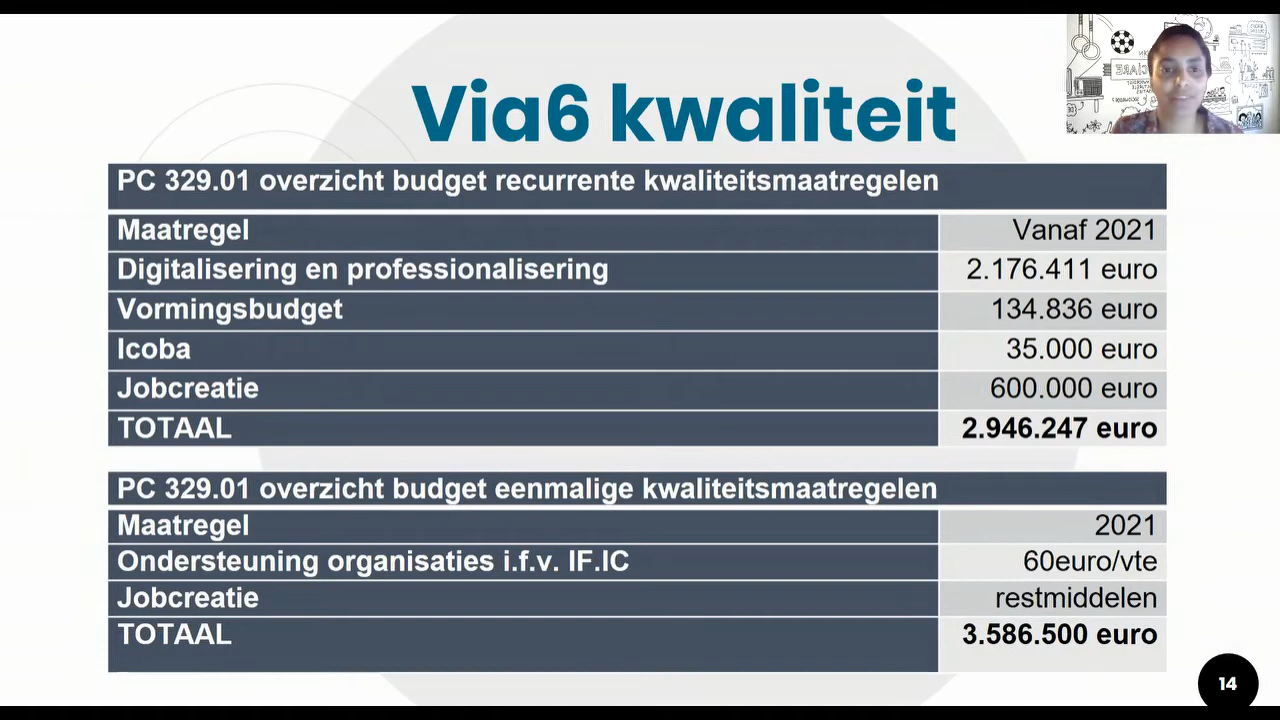 Via6 kwaliteit
PC 329.01 overzicht budget recurrente kwaliteitsmaatregelen
Maatregel Vanaf 2021
Digitalisering en professionalisering 2.176.411 euro
Vormingsbudget 134.836 euro
Icoba 35.000 euro
Jobcreatie 600.000 euro
TOTAAL 2.946.247 euro
PC 329.01 overzicht budget eenmalige kwaliteitsmaatregelen
Maatregel 2021
Ondersteuning organisaties i.f.v. IF.IC 60euro/vte
Jobcreatie restmiddelen
TOTAAL 3.586.500 euro
14